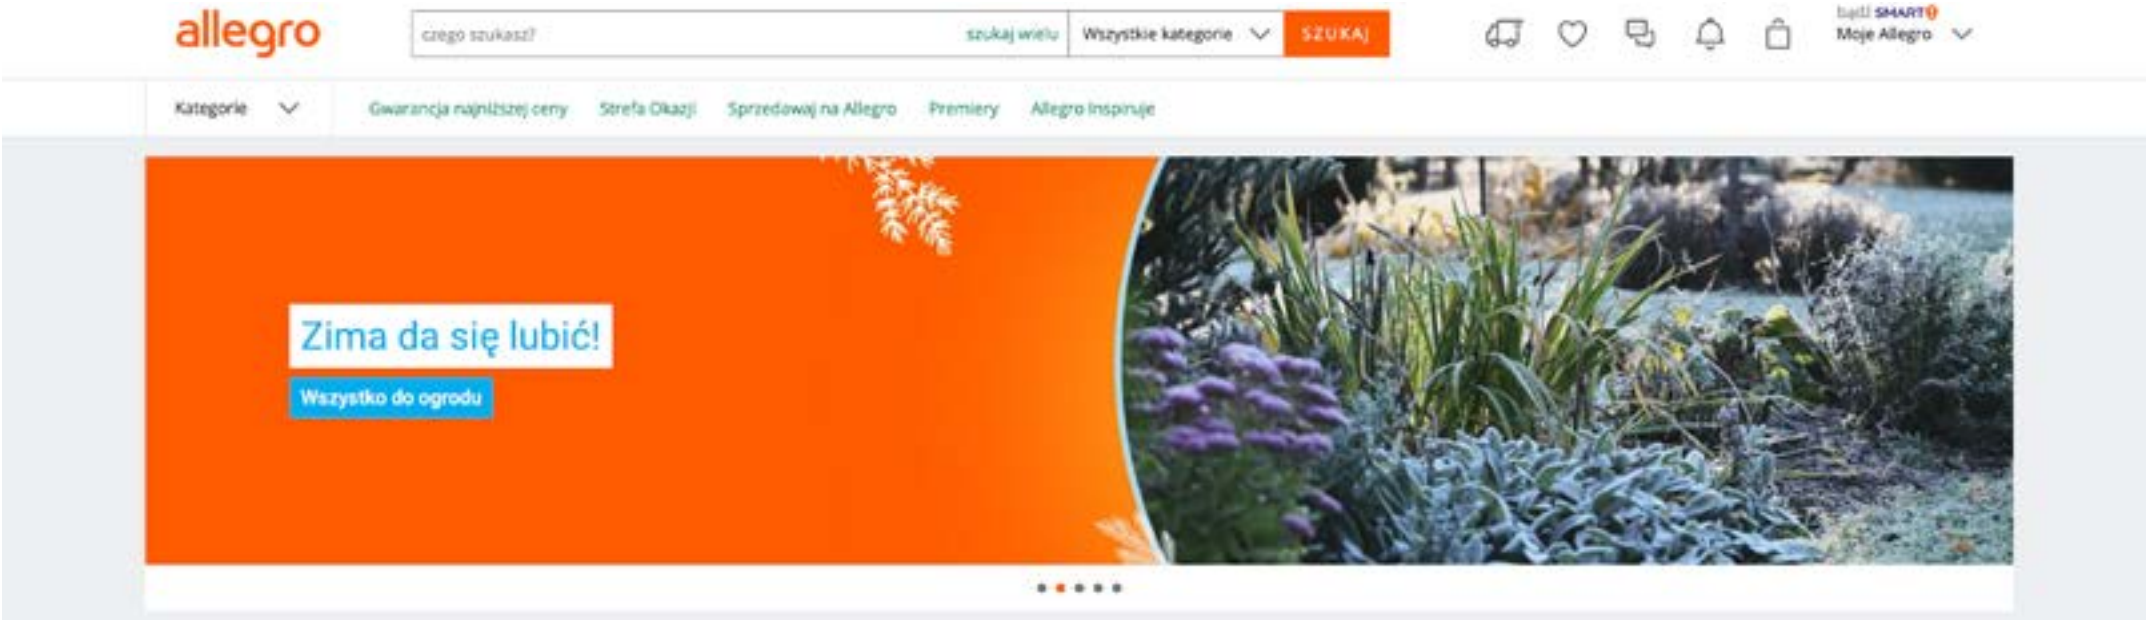 allegro
czego szukasz?
szukaj wielu
Wszystkie kategorie
SZUKAJ
bądź SMART!
Moje Allegro
Kategorie
Gwarancja najniższej ceny
Strefa Okazji
Sprzedawaj na Allegro
Premiery
Allegro Inspiruje
Zima da się lubić!
Wszystko do ogrodu